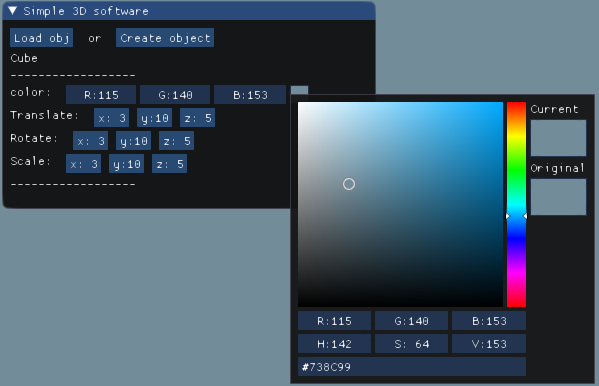 Simple 3D software
Load obj or Create object
Cube
------------------
color: R:115 G:140 B:153
Translate: x: 3 y:10 z: 5
Rotate: x: 3 y:10 z: 5
Scale: x: 3 y:10 z: 5
------------------
Current
Original
R:115 G:140 B:153
H:142 S: 64 V:153
#738C99